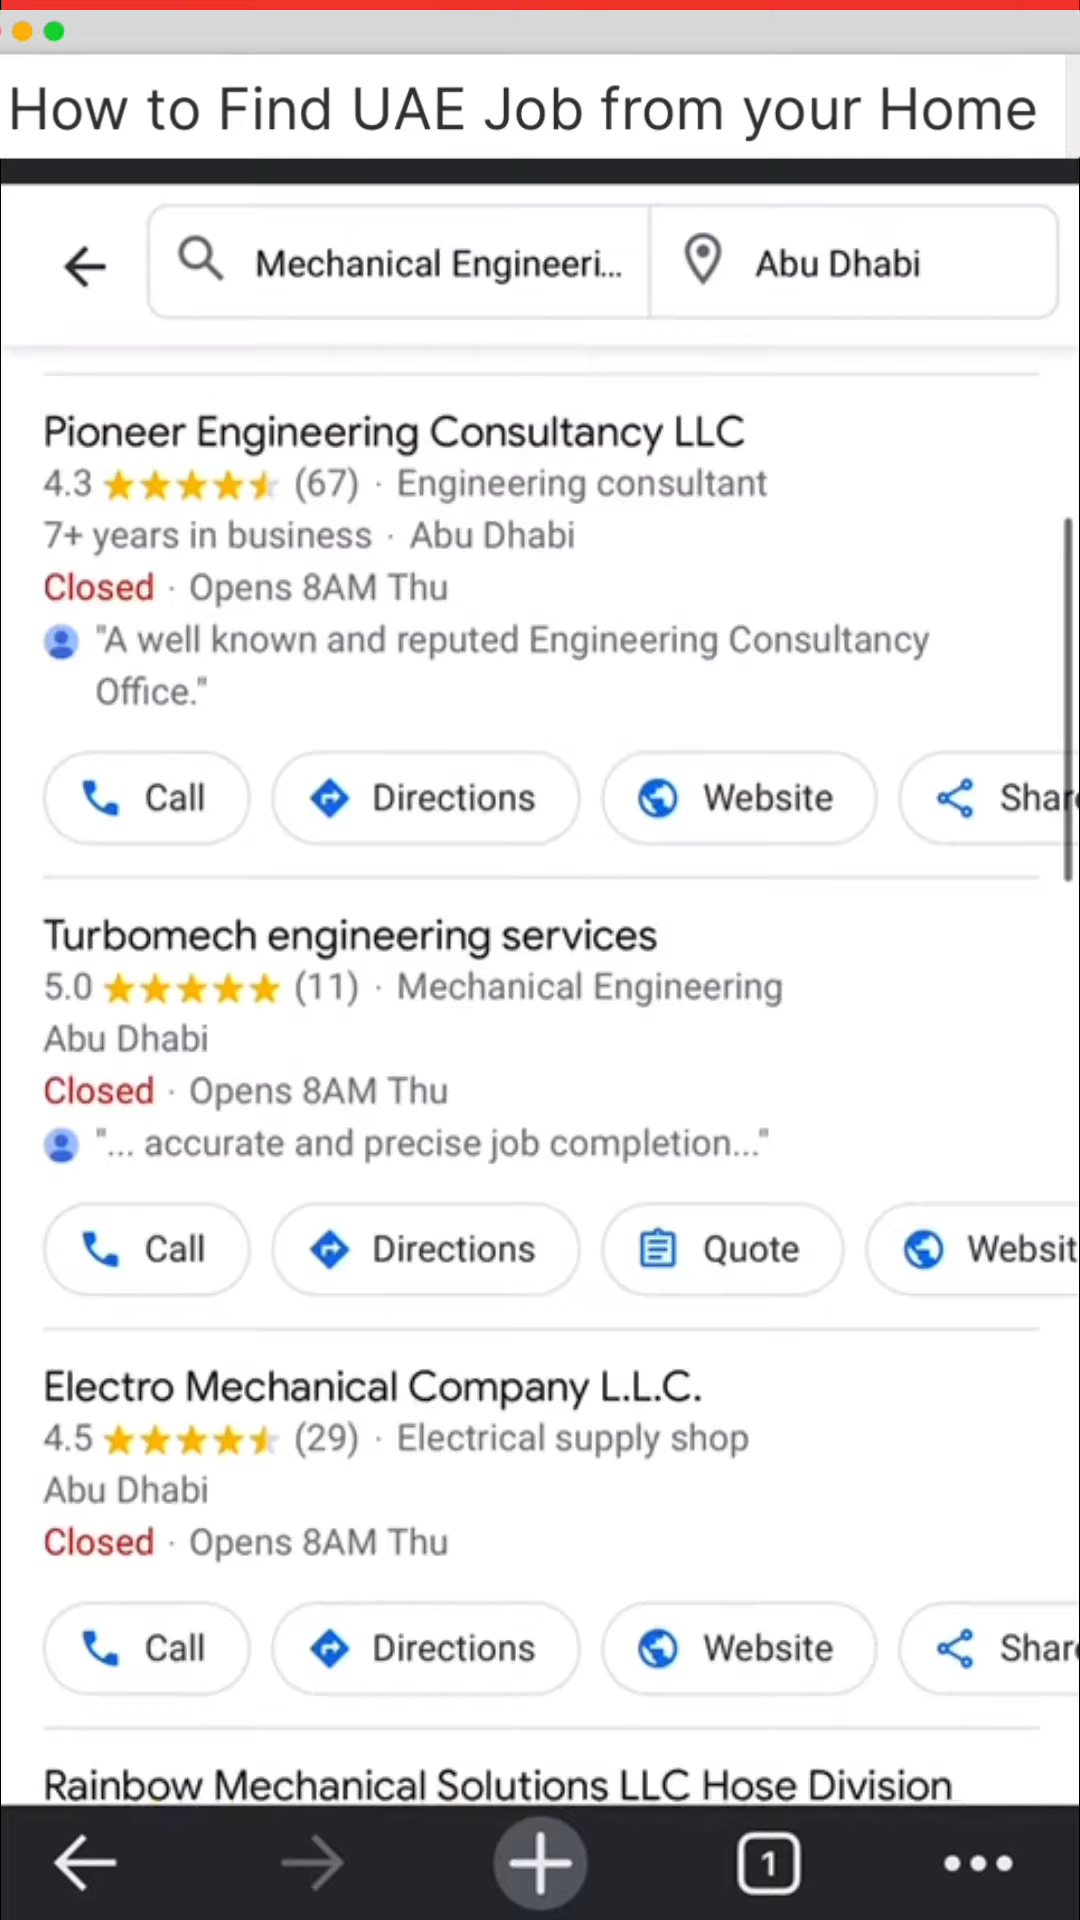 How to Find UAE Job from your Home
Mechanical Engineeri...
Abu Dhabi
Pioneer Engineering Consultancy LLC
4.3 (67) · Engineering consultant
7+ years in business · Abu Dhabi
Closed · Opens 8AM Thu
"A well known and reputed Engineering Consultancy
Office."
Call
Directions
Website
Share
Turbomech engineering services
5.0 (11) · Mechanical Engineering
Abu Dhabi
Closed · Opens 8AM Thu
"... accurate and precise job completion..."
Call
Directions
Quote
Websit
Electro Mechanical Company L.L.C.
4.5 (29) · Electrical supply shop
Abu Dhabi
Closed · Opens 8AM Thu
Call
Directions
Website
Share
Rainbow Mechanical Solutions LLC Hose Division
1